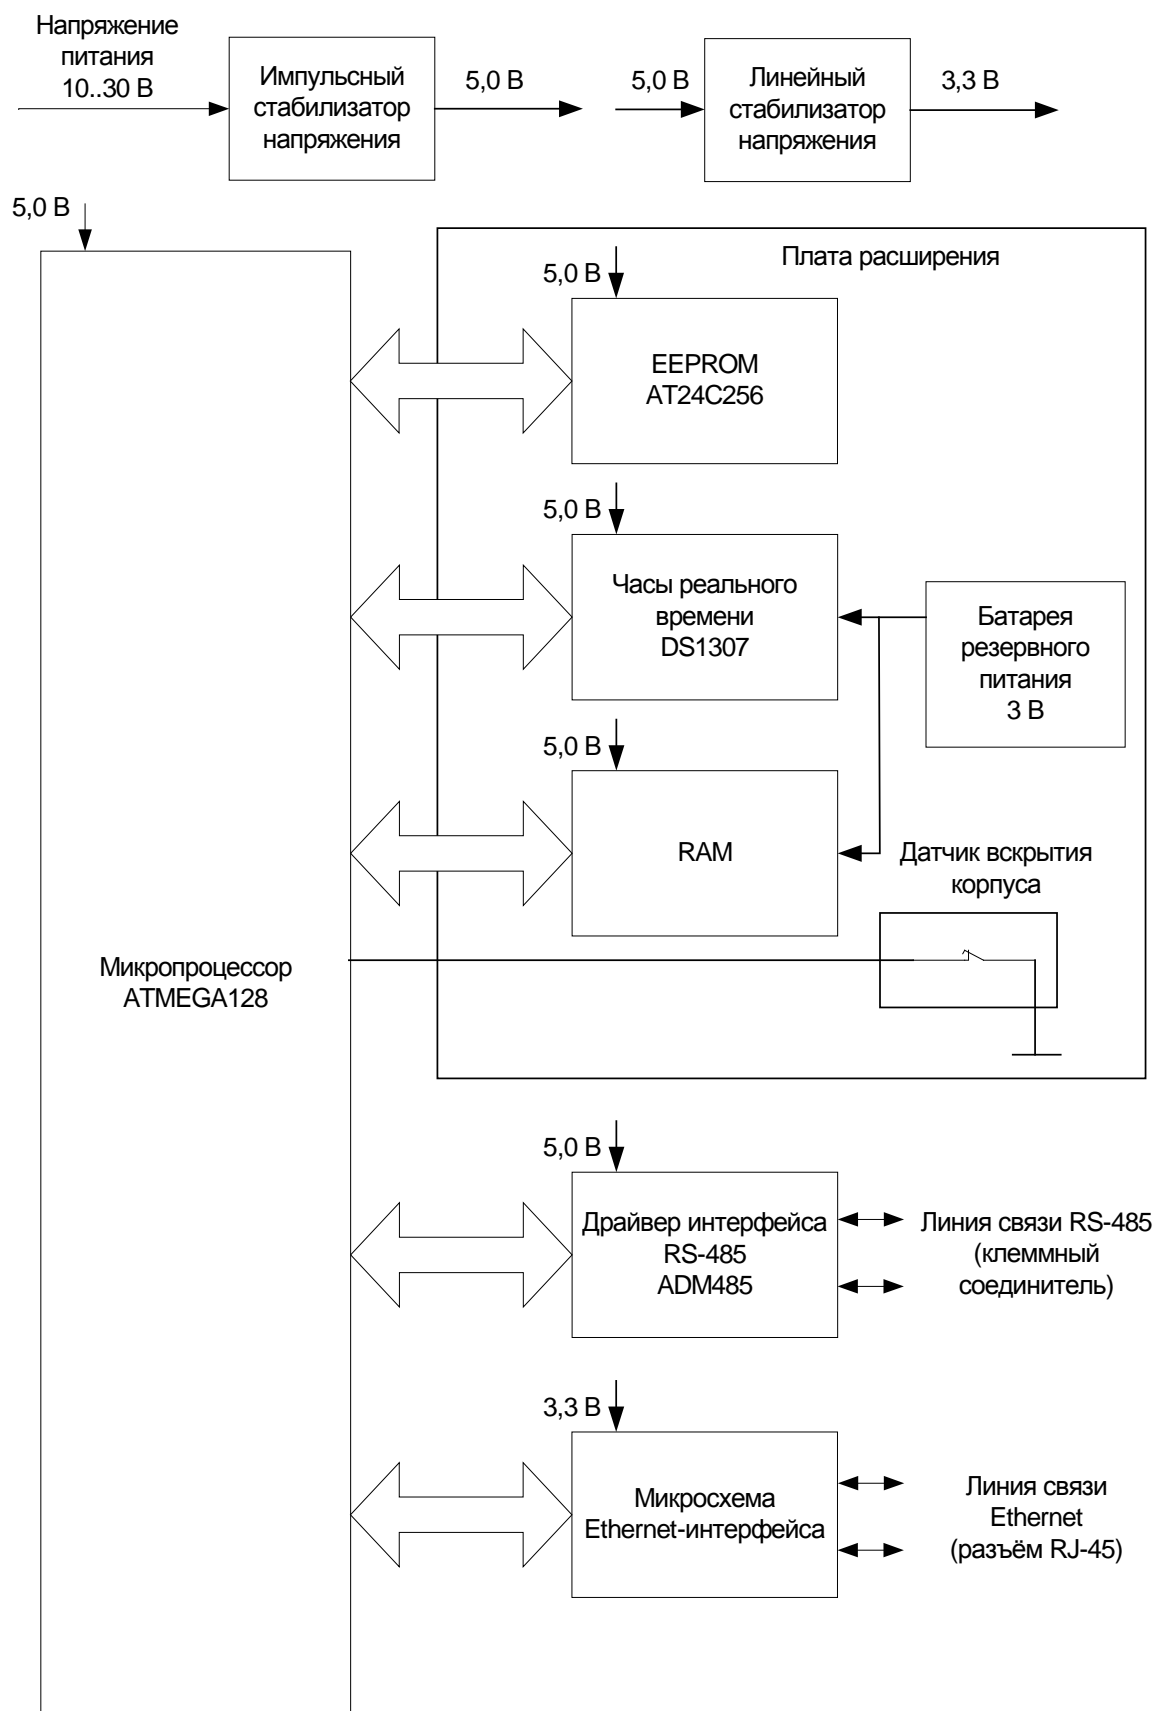 Напряжение
питания
10..30 В
Импульсный
стабилизатор
напряжения
5,0 В
5,0 В
Линейный
стабилизатор
напряжения
3,3 В
5,0 В
Плата расширения
5,0 В
EEPROM
AT24C256
5,0 В
Часы реального
времени
DS1307
Батарея
резервного
питания
3 В
5,0 В
RAM
Датчик вскрытия
корпуса
Микропроцессор
ATMEGA128
5,0 В
Драйвер интерфейса
RS-485
ADM485
Линия связи RS-485
(клеммный
соединитель)
3,3 В
Микросхема
Ethernet-интерфейса
Линия связи
Ethernet
(разъём RJ-45)